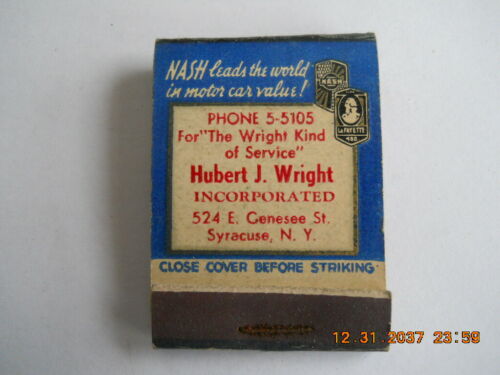 NASH leads the world
in motor car value!
NASH
LAFAYETTE
400
PHONE 5-5105
For "The Wright Kind
of Service"
Hubert J. Wright
INCORPORATED
524 E. Genesee St.
Syracuse, N. Y.
CLOSE COVER BEFORE STRIKING
12.31.2037 23:59